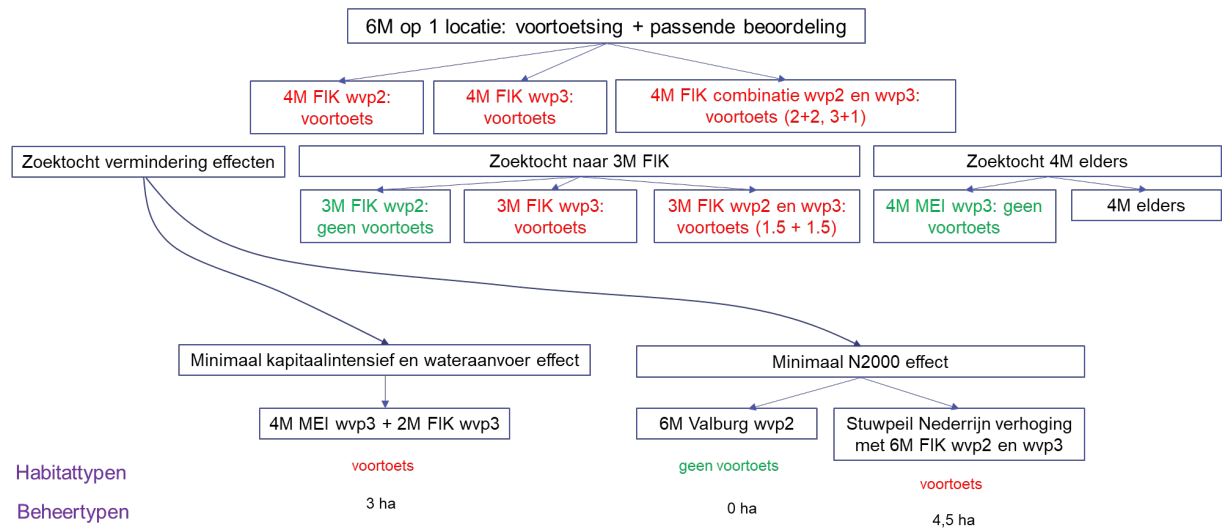 6M op 1 locatie: voortoetsing + passende beoordeling
4M FIK wvp2:
voortoets
4M FIK wvp3:
voortoets
4M FIK combinatie wvp2 en wvp3:
voortoets (2+2, 3+1)
Zoektocht vermindering effecten
Zoektocht naar 3M FIK
Zoektocht 4M elders
3M FIK wvp2:
geen voortoets
3M FIK wvp3:
voortoets
3M FIK wvp2 en wvp3:
voortoets (1.5 + 1.5)
4M MEI wvp3: geen
voortoets
4M elders
Minimaal kapitaalintensief en wateraanvoer effect
Minimaal N2000 effect
4M MEI wvp3 + 2M FIK wvp3
6M Valburg wvp2
Stuwpeil Nederrijn verhoging
met 6M FIK wvp2 en wvp3
Habitattypen
voortoets
geen voortoets
voortoets
Beheertypen
3 ha
0 ha
4,5 ha